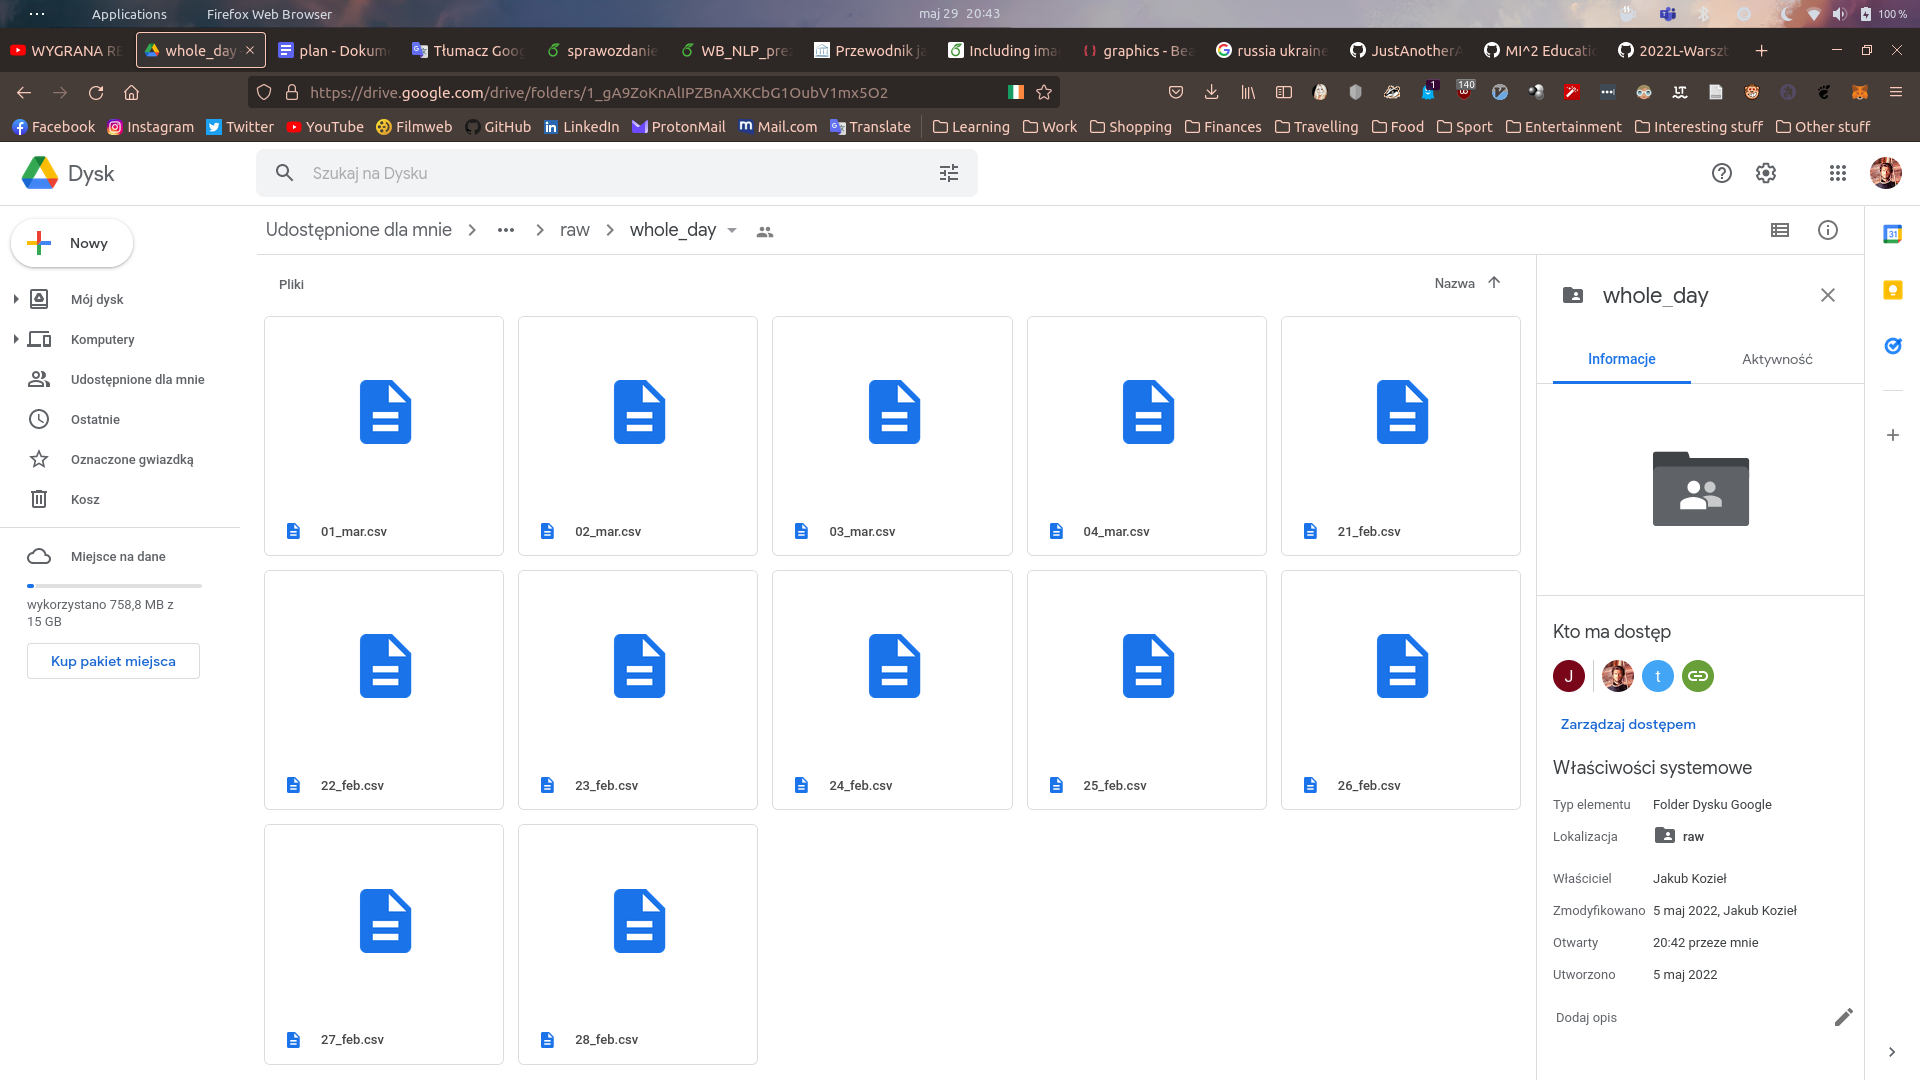 Applications Firefox Web Browser maj 29 20:43 100 %
WYGRANA RE whole_day plan - Dokum Tłumacz Goog sprawozdanie WB_NLP_prez Przewodnik ja Including ima graphics - Bea russia ukraine JustAnotherA MI^2 Educati 2022L-Warszt
https://drive.google.com/drive/folders/1_gA9ZoKnAlIPZBnAXKCbG1OubV1mx5O2 1 140
Facebook Instagram Twitter YouTube Filmweb GitHub LinkedIn ProtonMail Mail.com Translate Learning Work Shopping Finances Travelling Food Sport Entertainment Interesting stuff Other stuff
Dysk Szukaj na Dysku
Nowy
Mój dysk
Komputery
Udostępnione dla mnie
Ostatnie
Oznaczone gwiazdką
Kosz
Miejsce na dane
wykorzystano 758,8 MB z
15 GB
Kup pakiet miejsca
Udostępnione dla mnie raw whole_day
Pliki Nazwa
01_mar.csv 02_mar.csv 03_mar.csv 04_mar.csv 21_feb.csv
22_feb.csv 23_feb.csv 24_feb.csv 25_feb.csv 26_feb.csv
27_feb.csv 28_feb.csv
whole_day
Informacje Aktywność
Kto ma dostęp
J t
Zarządzaj dostępem
Właściwości systemowe
Typ elementu Folder Dysku Google
Lokalizacja raw
Właściciel Jakub Kozieł
Zmodyfikowano 5 maj 2022, Jakub Kozieł
Otwarty 20:42 przeze mnie
Utworzono 5 maj 2022
Dodaj opis
31